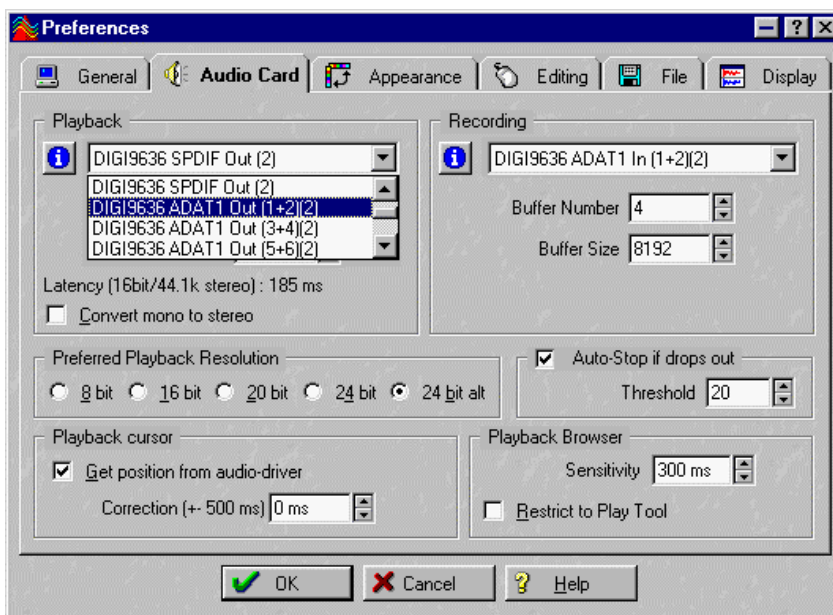 Preferences
General
Audio Card
Appearance
Editing
File
Display
Playback
DIGI9636 SPDIF Out (2)
DIGI9636 SPDIF Out (2)
DIGI9636 ADAT1 Out (1+2)(2)
DIGI9636 ADAT1 Out (3+4)(2)
DIGI9636 ADAT1 Out (5+6)(2)
Latency (16bit/44.1k stereo) : 185 ms
Convert mono to stereo
Recording
DIGI9636 ADAT1 In (1+2)(2)
Buffer Number 4
Buffer Size 8192
Preferred Playback Resolution
8 bit 16 bit 20 bit 24 bit 24 bit alt
Auto-Stop if drops out
Threshold 20
Playback cursor
Get position from audio-driver
Correction (+- 500 ms) 0 ms
Playback Browser
Sensitivity 300 ms
Restrict to Play Tool
OK
Cancel
Help